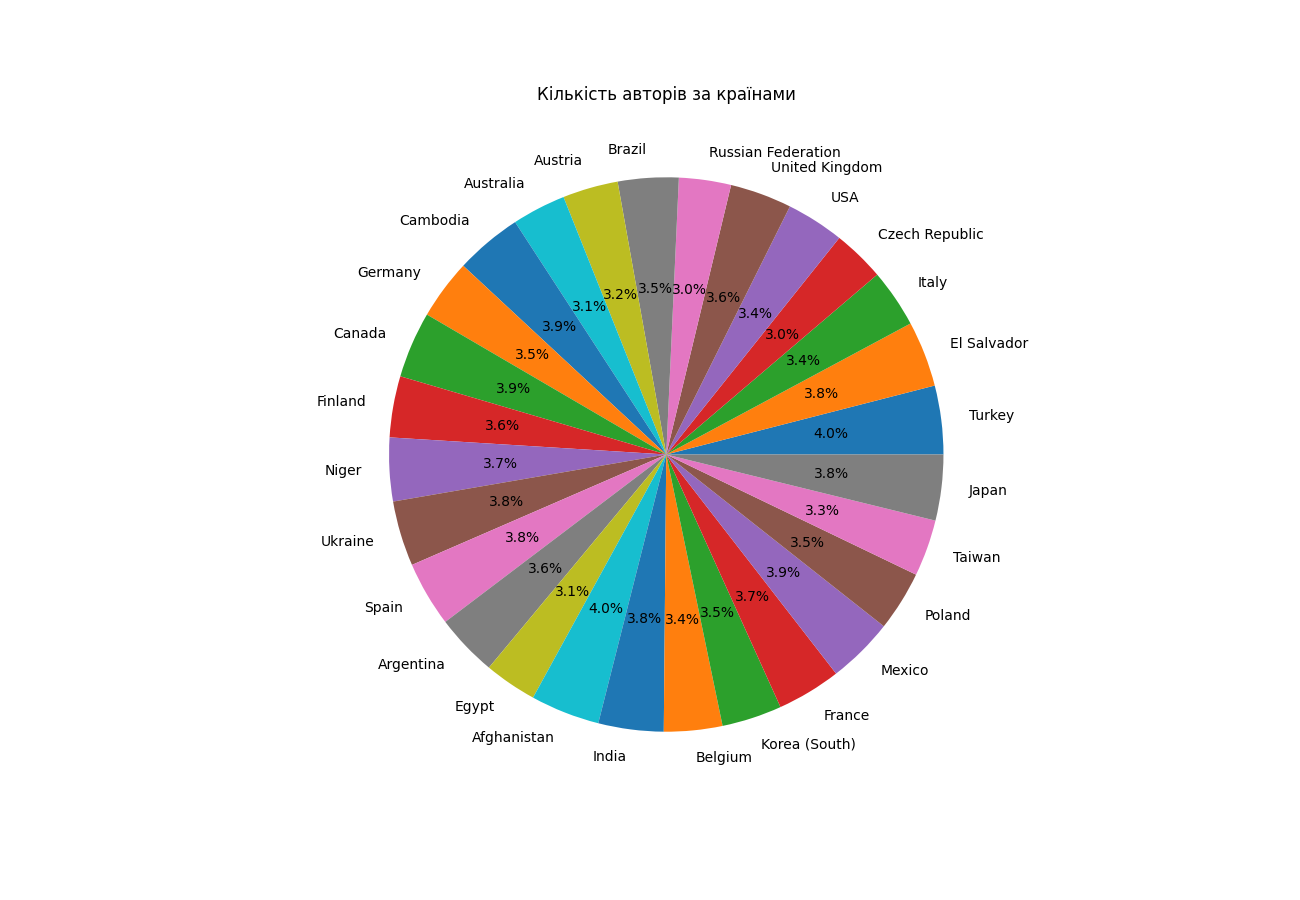 Кількість авторів за країнами
Brazil
Russian Federation
Austria
United Kingdom
Australia
USA
Cambodia
Czech Republic
Germany
Italy
Canada
El Salvador
Finland
Turkey
Niger
Japan
Ukraine
Taiwan
Spain
Poland
Argentina
Mexico
Egypt
France
Afghanistan
Korea (South)
India
Belgium
3.5%
3.0%
3.2%
3.6%
3.1%
3.4%
3.9%
3.0%
3.5%
3.4%
3.9%
3.8%
3.6%
4.0%
3.7%
3.8%
3.8%
3.3%
3.8%
3.5%
3.6%
3.9%
3.1%
3.7%
4.0%
3.5%
3.8%
3.4%